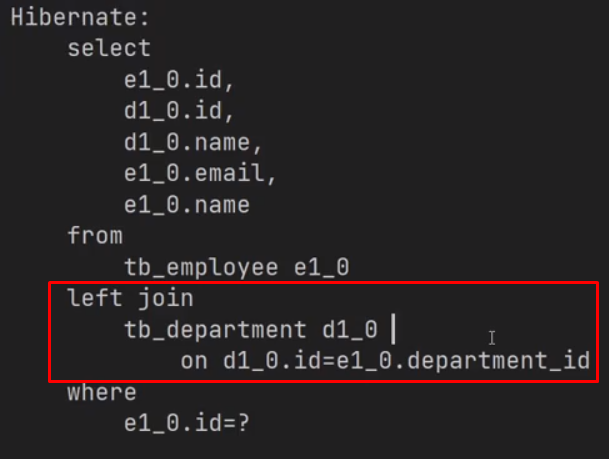 Hibernate:
select
e1_0.id,
d1_0.id,
d1_0.name,
e1_0.email,
e1_0.name
from
tb_employee e1_0
left join
tb_department d1_0
on d1_0.id=e1_0.department_id
where
e1_0.id=?